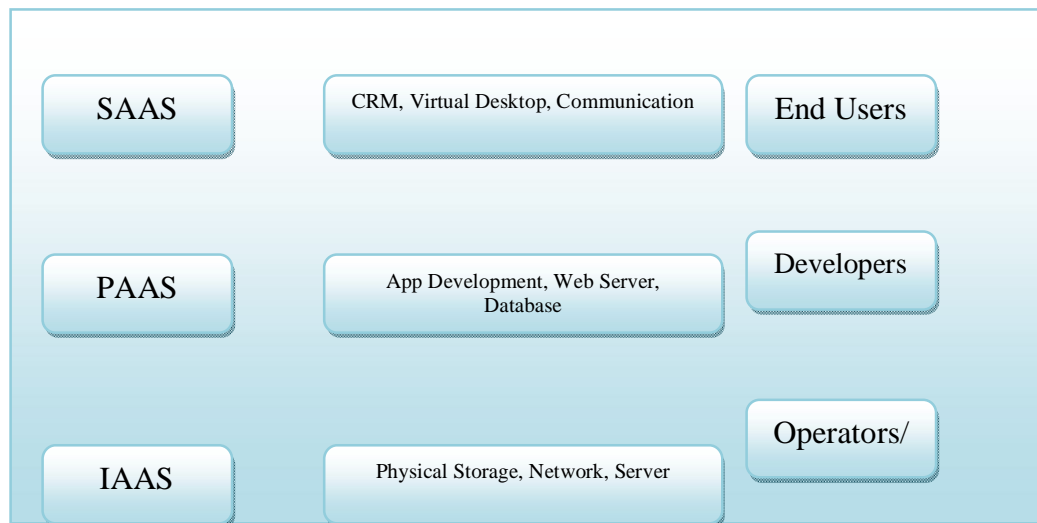 SAAS
CRM, Virtual Desktop, Communication
End Users
PAAS
App Development, Web Server,
Database
Developers
IAAS
Physical Storage, Network, Server
Operators/